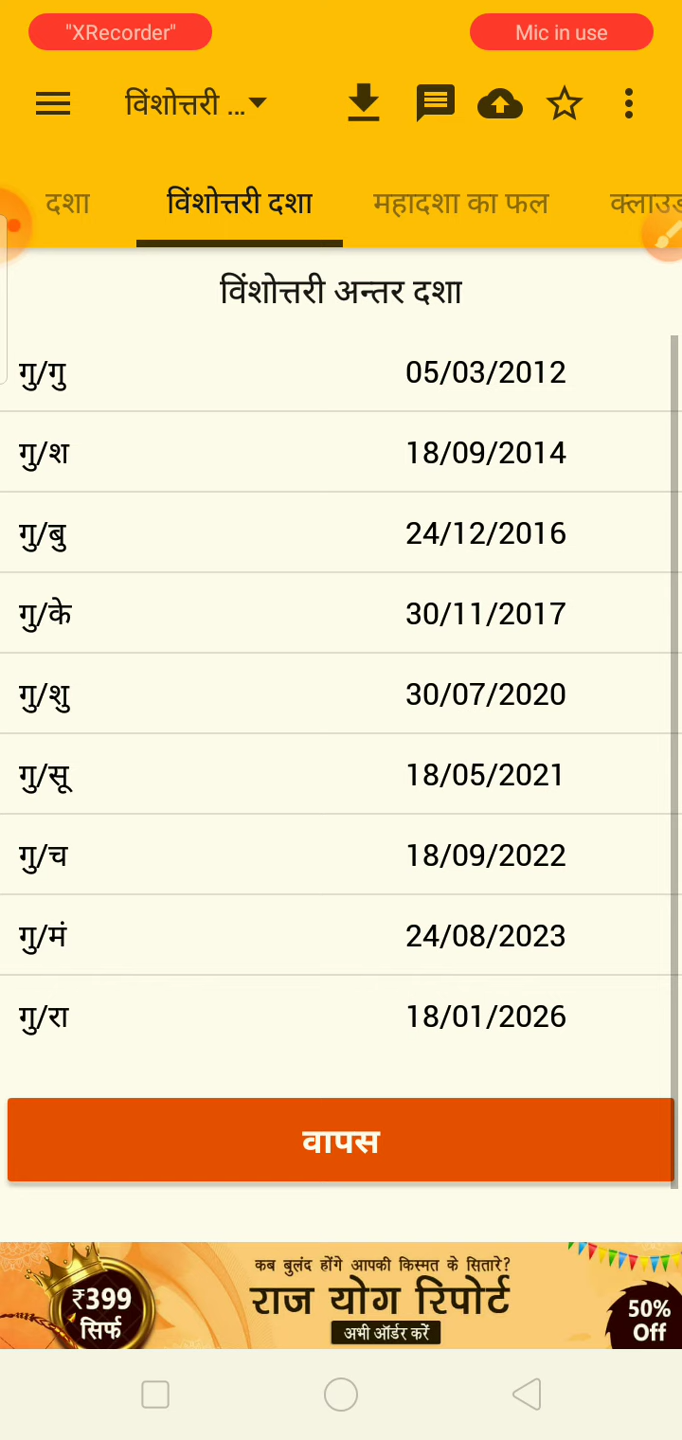 "XRecorder"
Mic in use
विंशोत्तरी ...
दशा
विंशोत्तरी दशा
महादशा का फल
क्लाउड
विंशोत्तरी अन्तर दशा
गु/गु 05/03/2012
गु/श 18/09/2014
गु/बु 24/12/2016
गु/के 30/11/2017
गु/शु 30/07/2020
गु/सू 18/05/2021
गु/च 18/09/2022
गु/मं 24/08/2023
गु/रा 18/01/2026
वापस
₹399
सिर्फ
कब बुलंद होंगे आपकी किस्मत के सितारे?
राज योग रिपोर्ट
अभी ऑर्डर करें
50%
Off